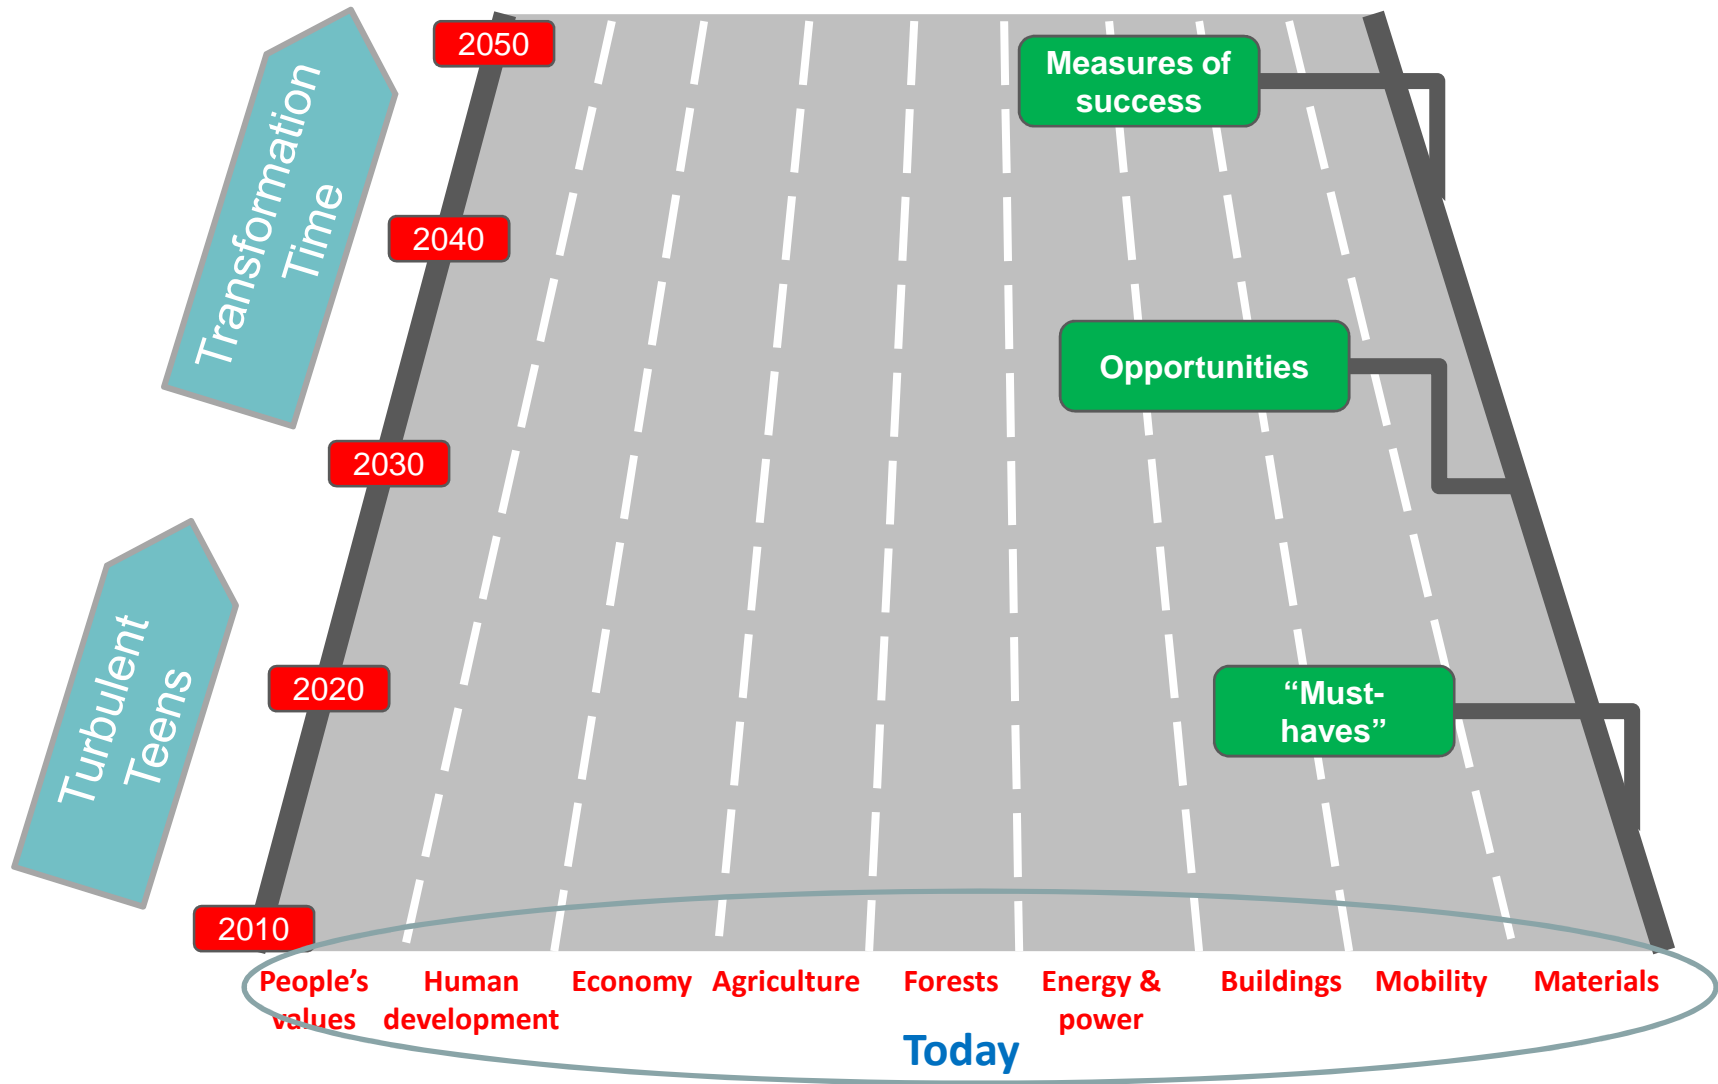 2050
Measures of
success
Transformation
Time
2040
Opportunities
2030
Turbulent
Teens
2020
“Must-
haves”
2010
People’s
values
Human
development
Economy
Agriculture
Forests
Energy &
power
Buildings
Mobility
Materials
Today